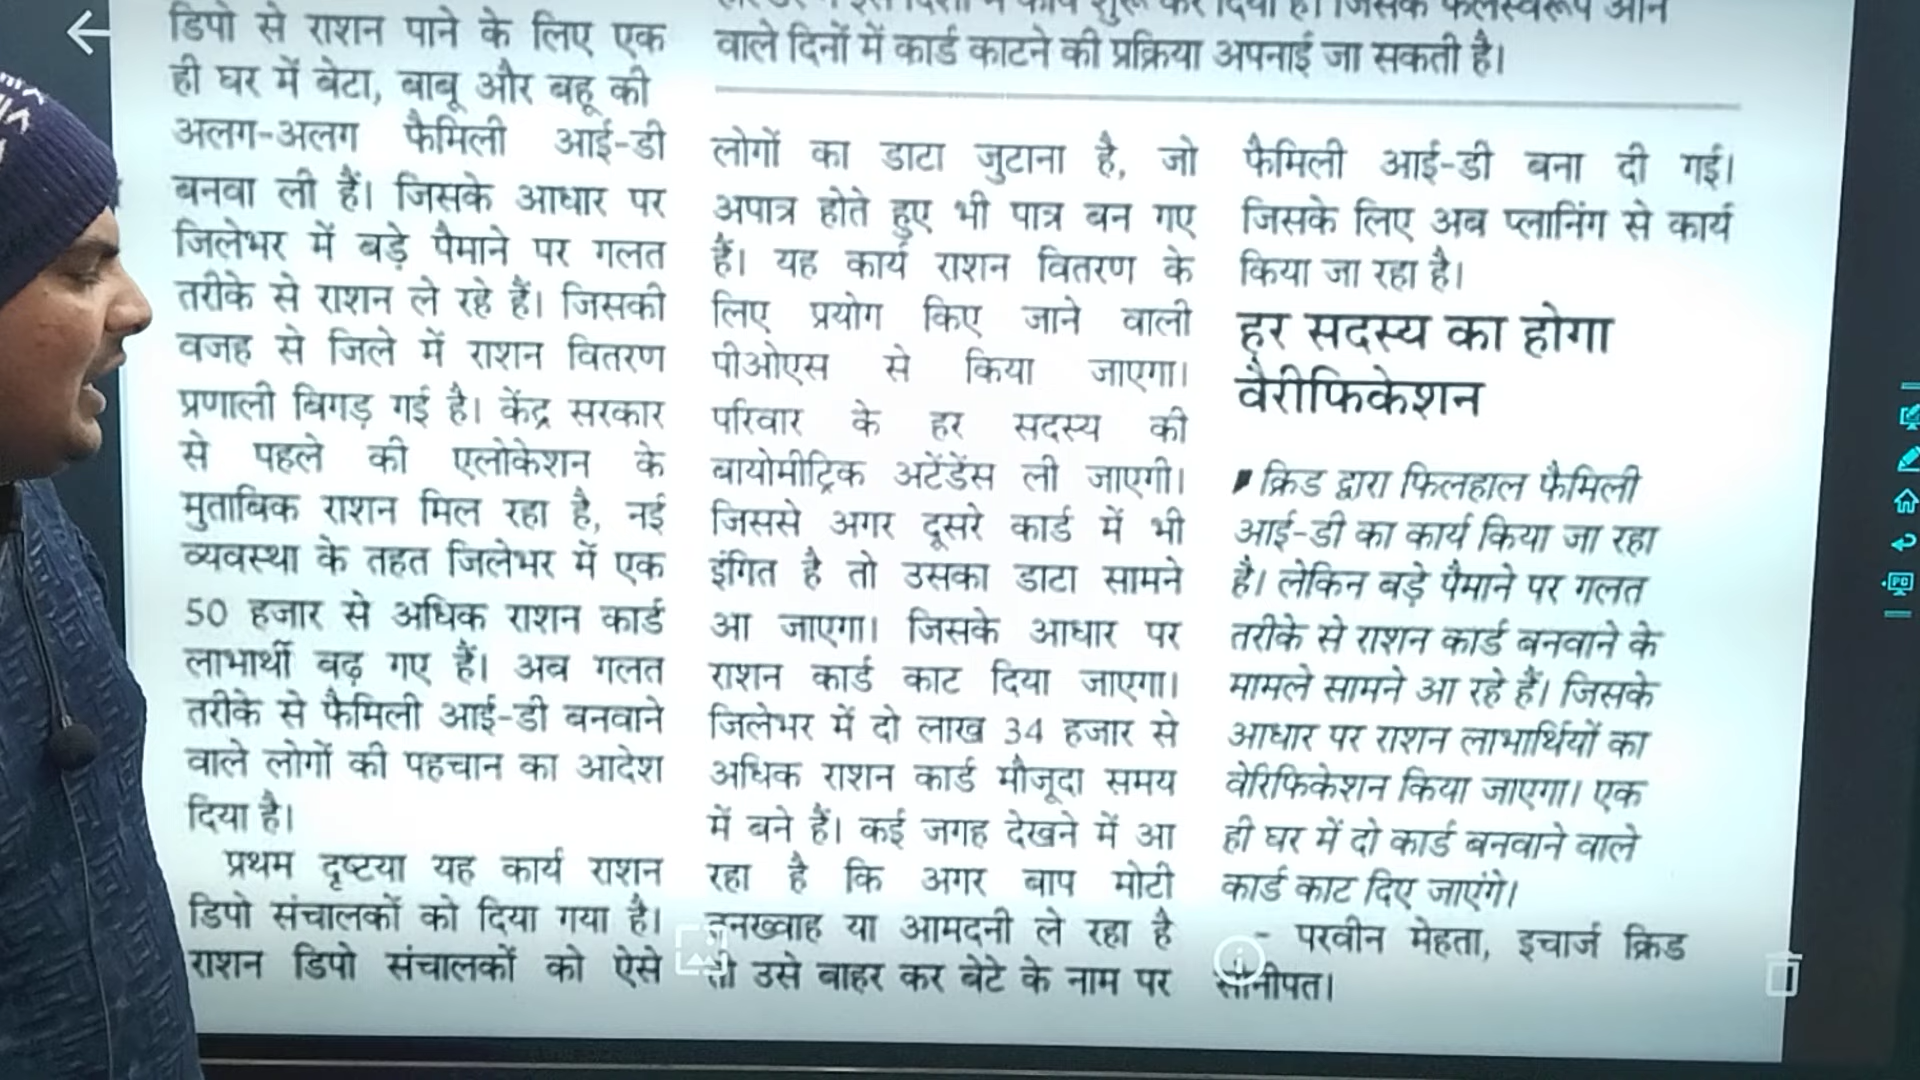 डिपो से राशन पाने के लिए एक
ही घर में बेटा, बाबू और बहू की
अलग-अलग फैमिली आई-डी
बनवा ली हैं। जिसके आधार पर
जिलेभर में बड़े पैमाने पर गलत
तरीके से राशन ले रहे हैं। जिसकी
वजह से जिले में राशन वितरण
प्रणाली बिगड़ गई है। केंद्र सरकार
से पहले की एलोकेशन के
मुताबिक राशन मिल रहा है, नई
व्यवस्था के तहत जिलेभर में एक
50 हजार से अधिक राशन कार्ड
लाभार्थी बढ़ गए हैं। अब गलत
तरीके से फैमिली आई-डी बनवाने
वाले लोगों की पहचान का आदेश
दिया है।
प्रथम दृष्टया यह कार्य राशन
डिपो संचालकों को दिया गया है।
राशन डिपो संचालकों को ऐसे
इस दिशा में कार्य शुरू कर दिया है। जिसके फलस्वरूप आने
वाले दिनों में कार्ड काटने की प्रक्रिया अपनाई जा सकती है।
लोगों का डाटा जुटाना है, जो
अपात्र होते हुए भी पात्र बन गए
हैं। यह कार्य राशन वितरण के
लिए प्रयोग किए जाने वाली
पीओएस से किया जाएगा।
परिवार के हर सदस्य की
बायोमीट्रिक अटेंडेंस ली जाएगी।
जिससे अगर दूसरे कार्ड में भी
इंगित है तो उसका डाटा सामने
आ जाएगा। जिसके आधार पर
राशन कार्ड काट दिया जाएगा।
जिलेभर में दो लाख 34 हजार से
अधिक राशन कार्ड मौजूदा समय
में बने हैं। कई जगह देखने में आ
रहा है कि अगर बाप मोटी
तनख्वाह या आमदनी ले रहा है
तो उसे बाहर कर बेटे के नाम पर
फैमिली आई-डी बना दी गई।
जिसके लिए अब प्लानिंग से कार्य
किया जा रहा है।
हर सदस्य का होगा
वैरीफिकेशन
क्रिड द्वारा फिलहाल फैमिली
आई-डी का कार्य किया जा रहा
है। लेकिन बड़े पैमाने पर गलत
तरीके से राशन कार्ड बनवाने के
मामले सामने आ रहे हैं। जिसके
आधार पर राशन लाभार्थियों का
वेरिफिकेशन किया जाएगा। एक
ही घर में दो कार्ड बनवाने वाले
कार्ड काट दिए जाएंगे।
- परवीन मेहता, इचार्ज क्रिड
सोनीपत।